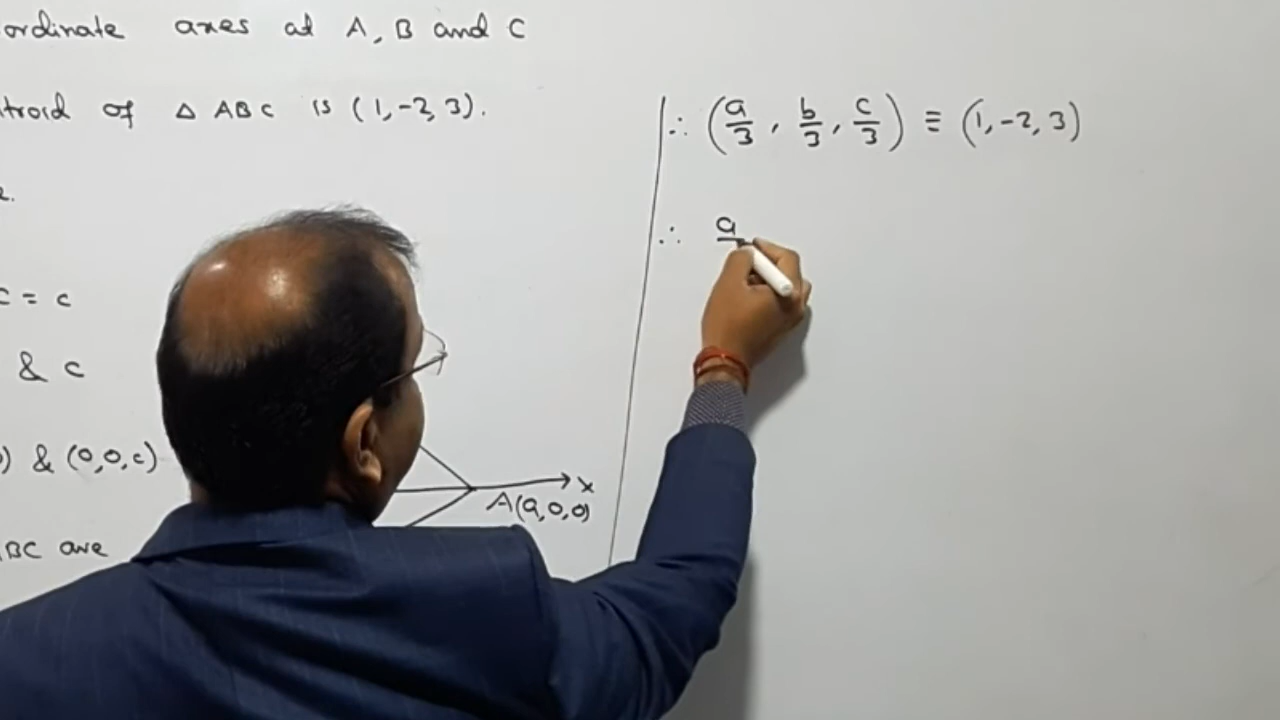 ordinate axes at A, B and C
troid of △ ABC is (1,-2,3).
c = c
& c
) & (0,0,c)
BC are
A(a,0,0)
x
∴ (a/3, b/3, c/3) ≡ (1,-2,3)
∴ a